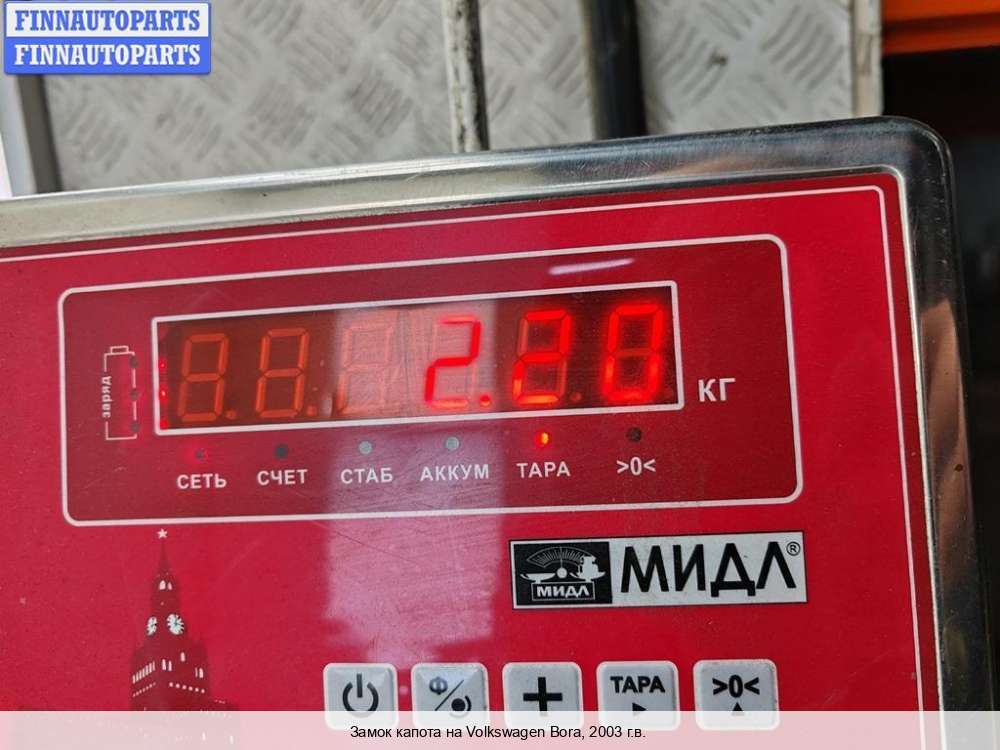 FINNAUTOPARTS
FINNAUTOPARTS
2.20 КГ
заряд
СЕТЬ СЧЕТ СТАБ АККУМ ТАРА >0<
МИДЛ МИДЛ®
Ф ТАРА >0<
Замок капота на Volkswagen Bora, 2003 г.в.